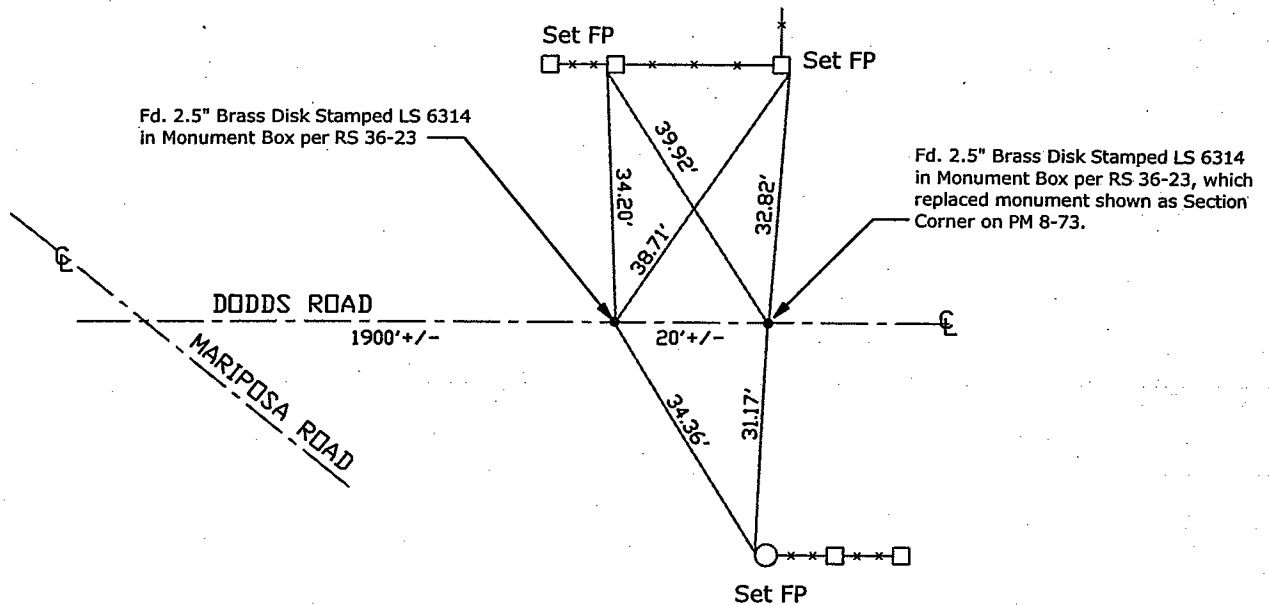 Set FP
Set FP
Fd. 2.5" Brass Disk Stamped LS 6314
in Monument Box per RS 36-23
Fd. 2.5" Brass Disk Stamped LS 6314
in Monument Box per RS 36-23, which
replaced monument shown as Section
Corner on PM 8-73.
39.92'
34.20'
38.71'
32.82'
CL
DODDS ROAD
1900'+/-
20'+/-
CL
MARIPOSA ROAD
34.36'
31.17'
Set FP